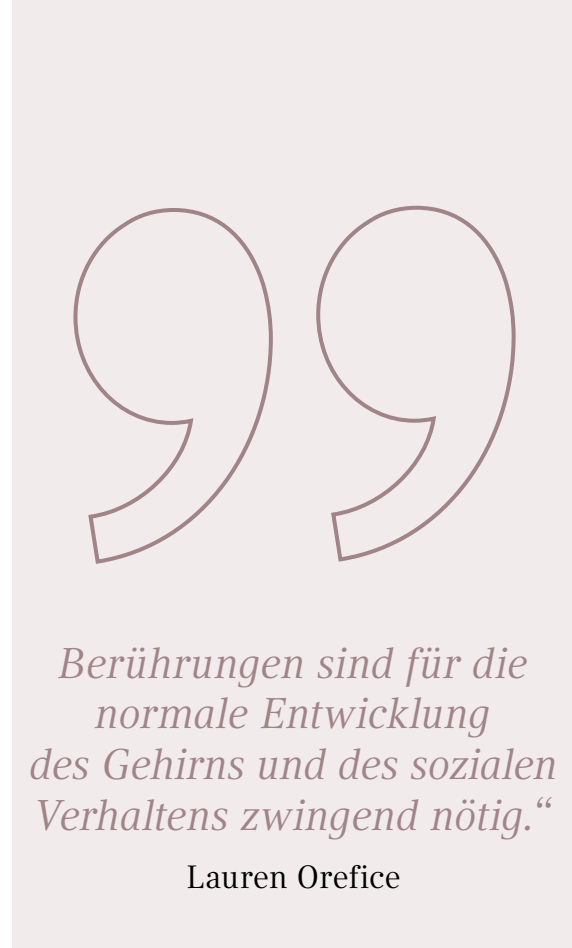 ”
Berührungen sind für die
normale Entwicklung
des Gehirns und des sozialen
Verhaltens zwingend nötig.“
Lauren Orefice